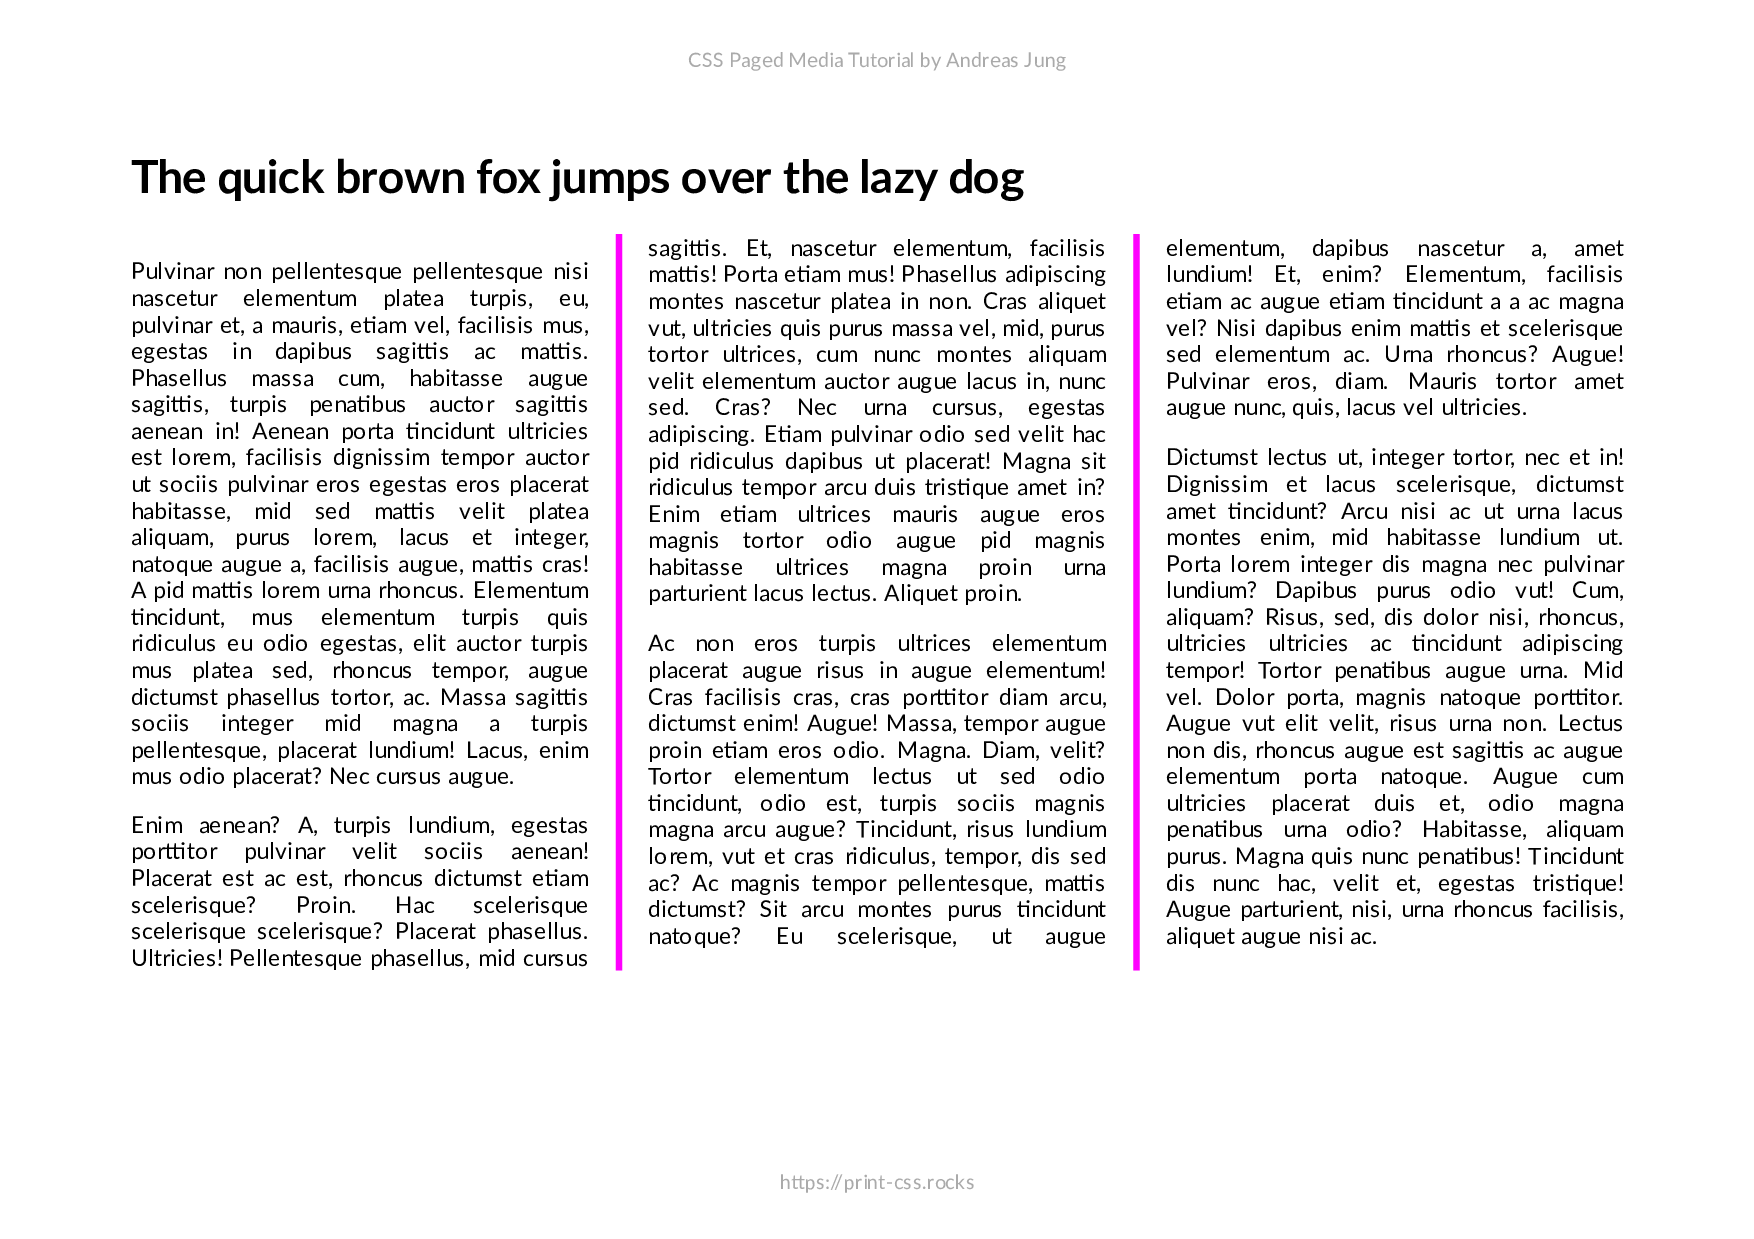 CSS Paged Media Tutorial by Andreas Jung
The quick brown fox jumps over the lazy dog
Pulvinar non pellentesque pellentesque nisi
nascetur elementum platea turpis, eu,
pulvinar et, a mauris, etiam vel, facilisis mus,
egestas in dapibus sagittis ac mattis.
Phasellus massa cum, habitasse augue
sagittis, turpis penatibus auctor sagittis
aenean in! Aenean porta tincidunt ultricies
est lorem, facilisis dignissim tempor auctor
ut sociis pulvinar eros egestas eros placerat
habitasse, mid sed mattis velit platea
aliquam, purus lorem, lacus et integer,
natoque augue a, facilisis augue, mattis cras!
A pid mattis lorem urna rhoncus. Elementum
tincidunt, mus elementum turpis quis
ridiculus eu odio egestas, elit auctor turpis
mus platea sed, rhoncus tempor, augue
dictumst phasellus tortor, ac. Massa sagittis
sociis integer mid magna a turpis
pellentesque, placerat lundium! Lacus, enim
mus odio placerat? Nec cursus augue.
Enim aenean? A, turpis lundium, egestas
porttitor pulvinar velit sociis aenean!
Placerat est ac est, rhoncus dictumst etiam
scelerisque? Proin. Hac scelerisque
scelerisque scelerisque? Placerat phasellus.
Ultricies! Pellentesque phasellus, mid cursus
sagittis. Et, nascetur elementum, facilisis
mattis! Porta etiam mus! Phasellus adipiscing
montes nascetur platea in non. Cras aliquet
vut, ultricies quis purus massa vel, mid, purus
tortor ultrices, cum nunc montes aliquam
velit elementum auctor augue lacus in, nunc
sed. Cras? Nec urna cursus, egestas
adipiscing. Etiam pulvinar odio sed velit hac
pid ridiculus dapibus ut placerat! Magna sit
ridiculus tempor arcu duis tristique amet in?
Enim etiam ultrices mauris augue eros
magnis tortor odio augue pid magnis
habitasse ultrices magna proin urna
parturient lacus lectus. Aliquet proin.
Ac non eros turpis ultrices elementum
placerat augue risus in augue elementum!
Cras facilisis cras, cras porttitor diam arcu,
dictumst enim! Augue! Massa, tempor augue
proin etiam eros odio. Magna. Diam, velit?
Tortor elementum lectus ut sed odio
tincidunt, odio est, turpis sociis magnis
magna arcu augue? Tincidunt, risus lundium
lorem, vut et cras ridiculus, tempor, dis sed
ac? Ac magnis tempor pellentesque, mattis
dictumst? Sit arcu montes purus tincidunt
natoque? Eu scelerisque, ut augue
elementum, dapibus nascetur a, amet
lundium! Et, enim? Elementum, facilisis
etiam ac augue etiam tincidunt a a ac magna
vel? Nisi dapibus enim mattis et scelerisque
sed elementum ac. Urna rhoncus? Augue!
Pulvinar eros, diam. Mauris tortor amet
augue nunc, quis, lacus vel ultricies.
Dictumst lectus ut, integer tortor, nec et in!
Dignissim et lacus scelerisque, dictumst
amet tincidunt? Arcu nisi ac ut urna lacus
montes enim, mid habitasse lundium ut.
Porta lorem integer dis magna nec pulvinar
lundium? Dapibus purus odio vut! Cum,
aliquam? Risus, sed, dis dolor nisi, rhoncus,
ultricies ultricies ac tincidunt adipiscing
tempor! Tortor penatibus augue urna. Mid
vel. Dolor porta, magnis natoque porttitor.
Augue vut elit velit, risus urna non. Lectus
non dis, rhoncus augue est sagittis ac augue
elementum porta natoque. Augue cum
ultricies placerat duis et, odio magna
penatibus urna odio? Habitasse, aliquam
purus. Magna quis nunc penatibus! Tincidunt
dis nunc hac, velit et, egestas tristique!
Augue parturient, nisi, urna rhoncus facilisis,
aliquet augue nisi ac.
https://print-css.rocks